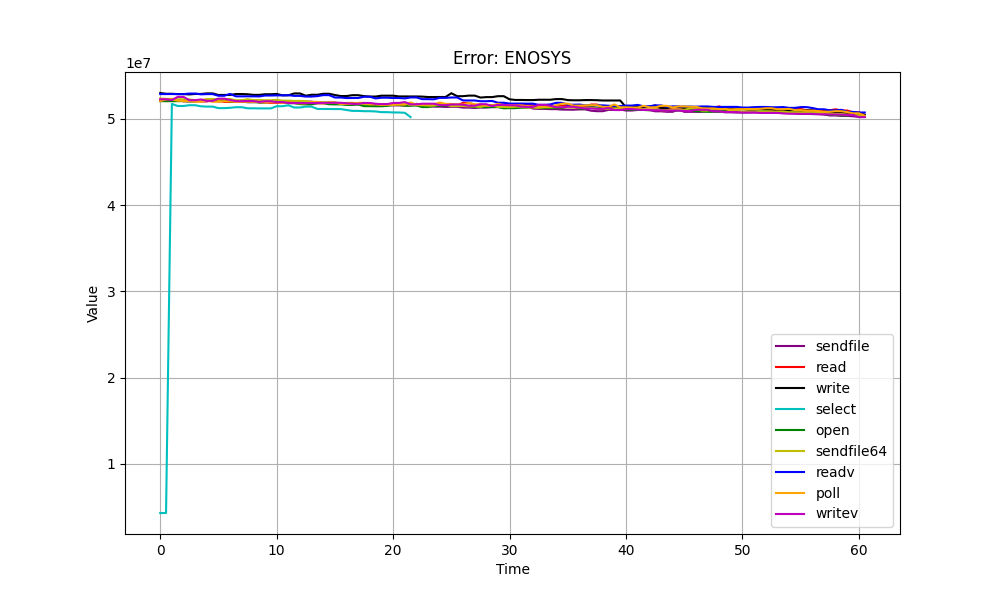 Error: ENOSYS
1e7
5
4
3
2
1
Value
0 10 20 30 40 50 60
Time
sendfile
read
write
select
open
sendfile64
readv
poll
writev